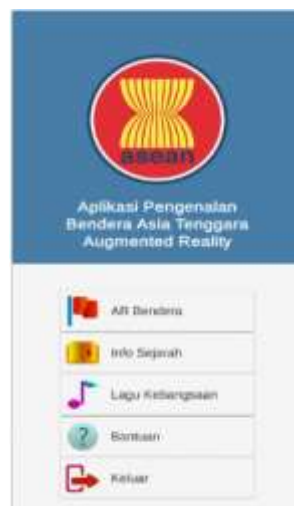 asean
Aplikasi Pengenalan
Bendera Asia Tenggara
Augmented Reality
AR Bendera
Info Sejarah
Lagu Kebangsaan
?
Bantuan
Keluar